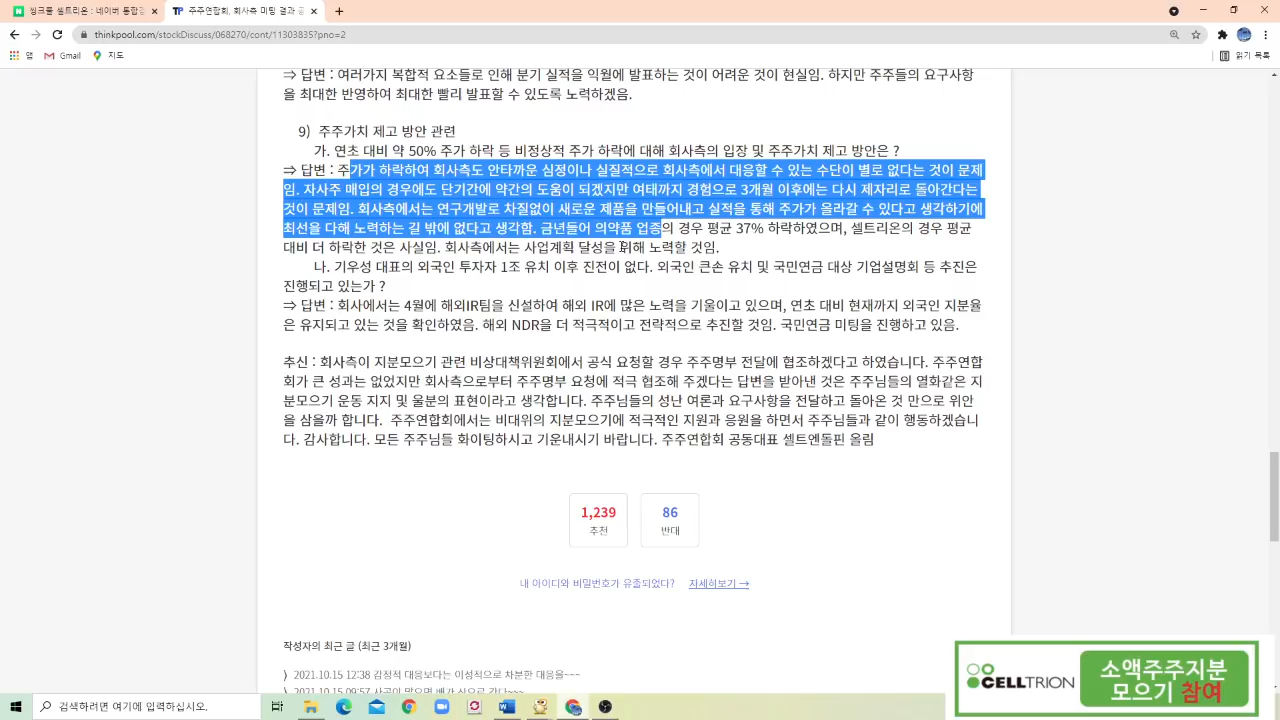 씽크풀 셀트리온 : 네이버 통합검
주주연합회, 회사측 미팅 결과 공
thinkpool.com/stockDiscuss/068270/cont/11303835?pno=2
앱 Gmail 지도 읽기 목록
⇒ 답변 : 여러가지 복합적 요소들로 인해 분기 실적을 익월에 발표하는 것이 어려운 것이 현실임. 하지만 주주들의 요구사항
을 최대한 반영하여 최대한 빨리 발표할 수 있도록 노력하겠음.
9) 주주가치 제고 방안 관련
가. 연초 대비 약 50% 주가 하락 등 비정상적 주가 하락에 대해 회사측의 입장 및 주주가치 제고 방안은 ?
⇒ 답변 : 주가가 하락하여 회사측도 안타까운 심정이나 실질적으로 회사측에서 대응할 수 있는 수단이 별로 없다는 것이 문제
임. 자사주 매입의 경우에도 단기간에 약간의 도움이 되겠지만 여태까지 경험으로 3개월 이후에는 다시 제자리로 돌아간다는
것이 문제임. 회사측에서는 연구개발로 차질없이 새로운 제품을 만들어내고 실적을 통해 주가가 올라갈 수 있다고 생각하기에
최선을 다해 노력하는 길 밖에 없다고 생각함. 금년들어 의약품 업종의 경우 평균 37% 하락하였으며, 셀트리온의 경우 평균
대비 더 하락한 것은 사실임. 회사측에서는 사업계획 달성을 위해 노력할 것임.
나. 기우성 대표의 외국인 투자자 1조 유치 이후 진전이 없다. 외국인 큰손 유치 및 국민연금 대상 기업설명회 등 추진은
진행되고 있는가 ?
⇒ 답변 : 회사에서는 4월에 해외IR팀을 신설하여 해외 IR에 많은 노력을 기울이고 있으며, 연초 대비 현재까지 외국인 지분율
은 유지되고 있는 것을 확인하였음. 해외 NDR을 더 적극적이고 전략적으로 추진할 것임. 국민연금 미팅을 진행하고 있음.
추신 : 회사측이 지분모으기 관련 비상대책위원회에서 공식 요청할 경우 주주명부 전달에 협조하겠다고 하였습니다. 주주연합
회가 큰 성과는 없었지만 회사측으로부터 주주명부 요청에 적극 협조해 주겠다는 답변을 받아낸 것은 주주님들의 열화같은 지
분모으기 운동 지지 및 울분의 표현이라고 생각합니다. 주주님들의 성난 여론과 요구사항을 전달하고 돌아온 것 만으로 위안
을 삼을까 합니다. 주주연합회에서는 비대위의 지분모으기에 적극적인 지원과 응원을 하면서 주주님들과 같이 행동하겠습니
다. 감사합니다. 모든 주주님들 화이팅하시고 기운내시기 바랍니다. 주주연합회 공동대표 셀트엔돌핀 올림
1,239 86
추천 반대
내 아이디와 비밀번호가 유출되었다? 자세히보기 →
작성자의 최근 글 (최근 3개월)
⟩ 2021.10.15 12:38 감정적 대응보다는 이성적으로 차분한 대응을~~~
⟩ 2021.10.15 09:57 사공이 많으면 배가 산으로 간다~~~
CELLTRION 소액주주지분
모으기 참여
검색하려면 여기에 입력하십시오.